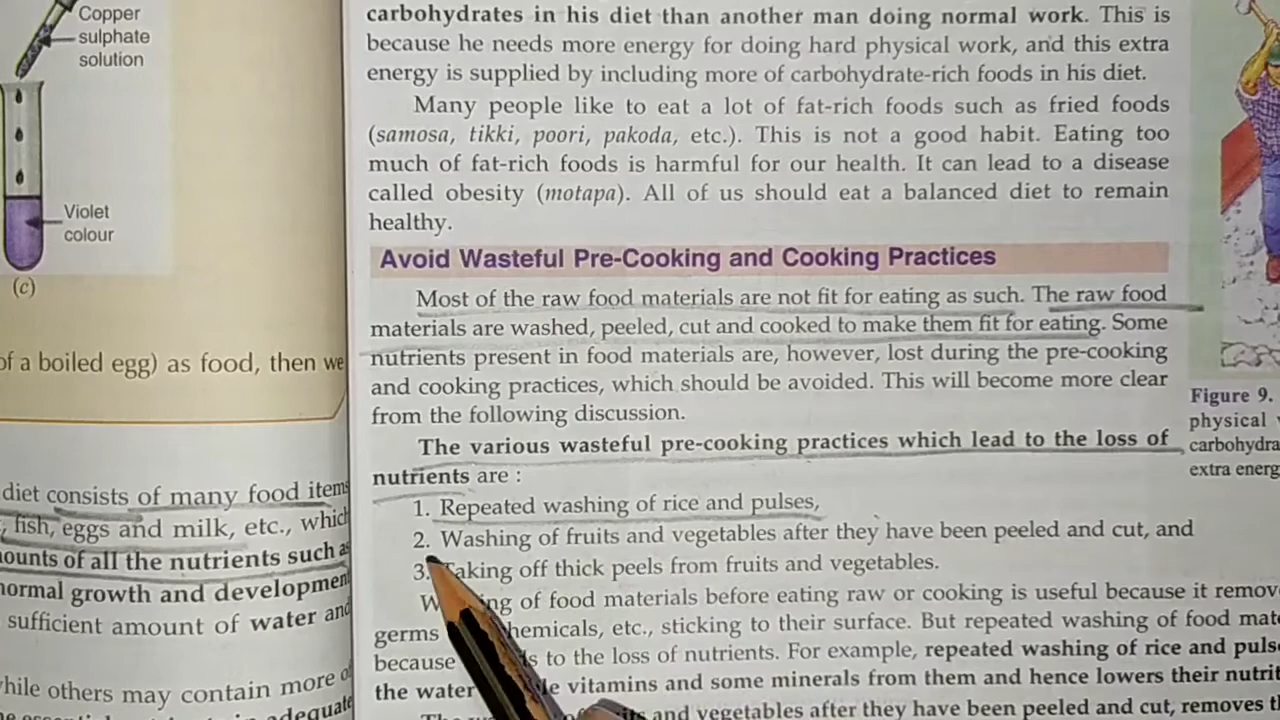 Copper
sulphate
solution
Violet
colour
(c)
of a boiled egg) as food, then we
diet consists of many food items
, fish, eggs and milk, etc., which
ounts of all the nutrients such as
normal growth and development
sufficient amount of water and
while others may contain more of
adequate
carbohydrates in his diet than another man doing normal work. This is
because he needs more energy for doing hard physical work, and this extra
energy is supplied by including more of carbohydrate-rich foods in his diet.
Many people like to eat a lot of fat-rich foods such as fried foods
(samosa, tikki, poori, pakoda, etc.). This is not a good habit. Eating too
much of fat-rich foods is harmful for our health. It can lead to a disease
called obesity (motapa). All of us should eat a balanced diet to remain
healthy.
Avoid Wasteful Pre-Cooking and Cooking Practices
Most of the raw food materials are not fit for eating as such. The raw food
materials are washed, peeled, cut and cooked to make them fit for eating. Some
nutrients present in food materials are, however, lost during the pre-cooking
and cooking practices, which should be avoided. This will become more clear
from the following discussion.
The various wasteful pre-cooking practices which lead to the loss of
nutrients are :
1. Repeated washing of rice and pulses,
2. Washing of fruits and vegetables after they have been peeled and cut, and
3. Taking off thick peels from fruits and vegetables.
of food materials before eating raw or cooking is useful because it remov
germs hemicals, etc., sticking to their surface. But repeated washing of food mat
because s to the loss of nutrients. For example, repeated washing of rice and puls
the water le vitamins and some minerals from them and hence lowers their nutrit
and vegetables after they have been peeled and cut, removes t
Figure 9.
physical
carbohydra
extra energ